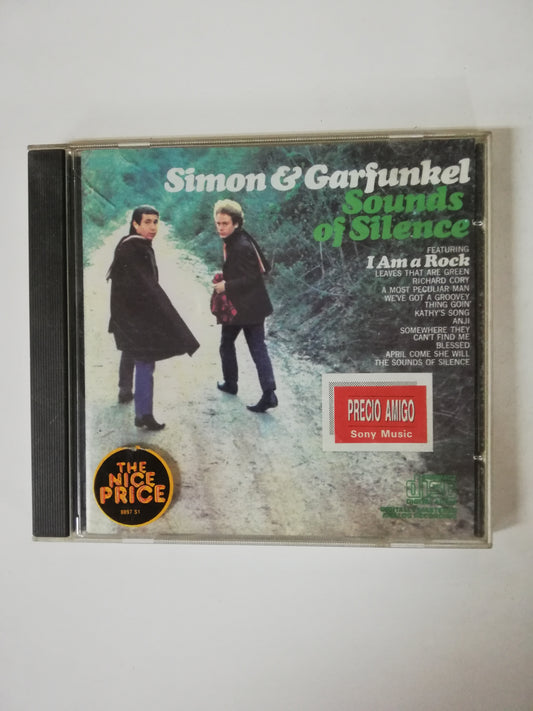 Simon & Garfunkel
Sounds
of Silence
FEATURING
I Am a Rock
LEAVES THAT ARE GREEN
RICHARD CORY
A MOST PECULIAR MAN
WE'VE GOT A GROOVEY
THING GOIN'
KATHY'S SONG
ANJI
SOMEWHERE THEY
CAN'T FIND ME
BLESSED
APRIL COME SHE WILL
THE SOUNDS OF SILENCE
PRECIO AMIGO
Sony Music
THE
NICE
PRICE